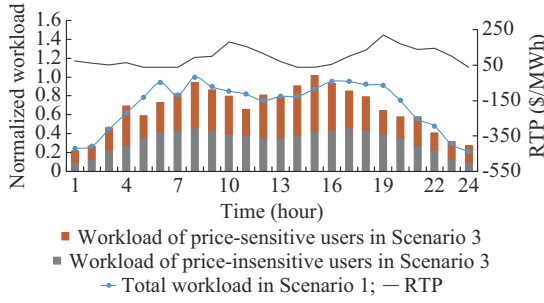 1.6
1.4
1.2
1.0
0.8
0.6
0.4
0.2
0
Normalized workload
250
50
-150
-350
-550
RTP ($/MWh)
1 4 7 10 13 16 19 22 24
Time (hour)
Workload of price-sensitive users in Scenario 3
Workload of price-insensitive users in Scenario 3
Total workload in Scenario 1; RTP